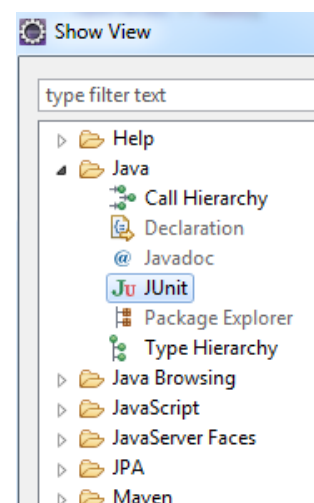 Show View
type filter text
Help
Java
Call Hierarchy
Declaration
@ Javadoc
Ju JUnit
Package Explorer
Type Hierarchy
Java Browsing
JavaScript
JavaServer Faces
JPA
Maven